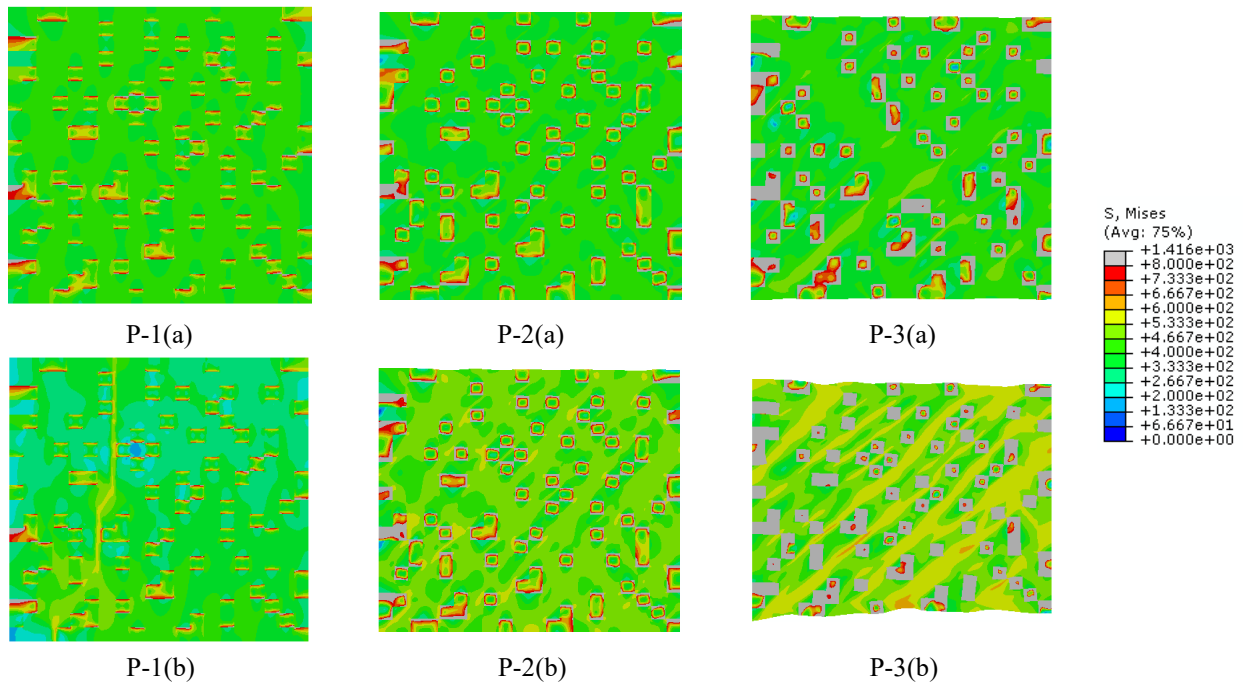 P-1(a)
P-2(a)
P-3(a)
S, Mises
(Avg: 75%)
+1.416e+03
+8.000e+02
+7.333e+02
+6.667e+02
+6.000e+02
+5.333e+02
+4.667e+02
+4.000e+02
+3.333e+02
+2.667e+02
+2.000e+02
+1.333e+02
+6.667e+01
+0.000e+00
P-1(b)
P-2(b)
P-3(b)